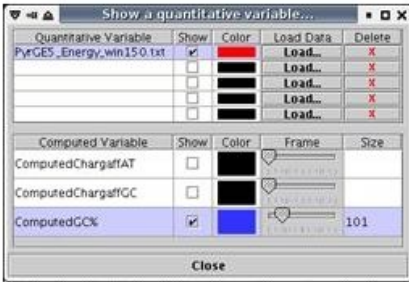 Show a quantitative variable...
Quantitative Variable Show Color Load Data Delete
PyrGE5_Energy_win150.txt Load... X
Load... X
Load... X
Load... X
Load... X
Computed Variable Show Color Frame Size
ComputedChargaffAT
ComputedChargaffGC
ComputedGC% 101
Close